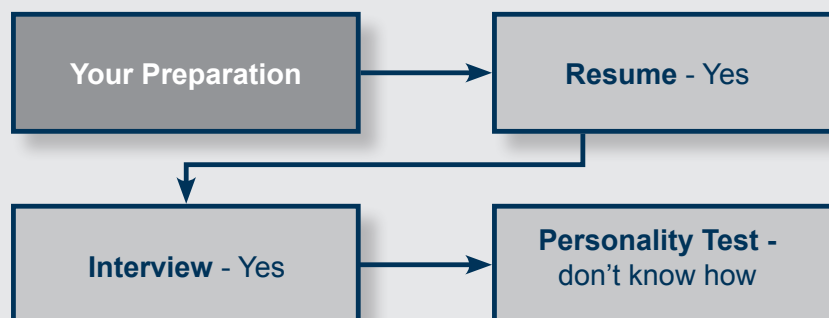 Your Preparation
Resume - Yes
Interview - Yes
Personality Test -
don't know how